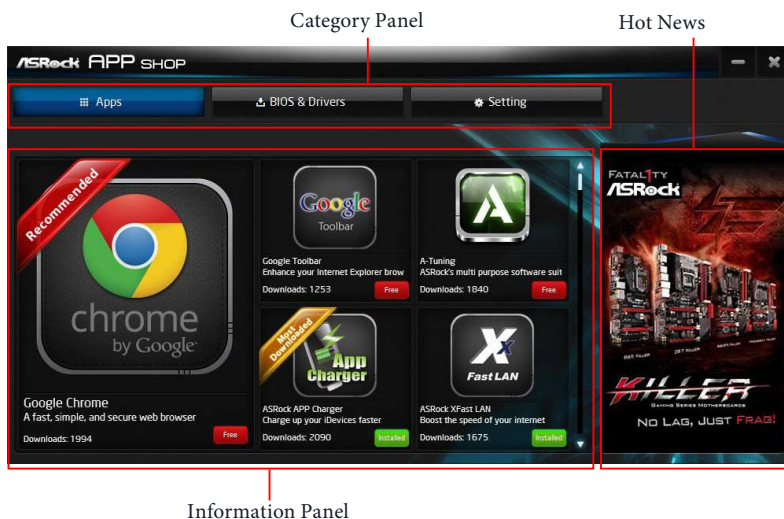 Category Panel
Hot News
ASRock APP SHOP
Apps
BIOS & Drivers
Setting
Recommended
chrome
by Google
Google Chrome
A fast, simple, and secure web browser
Downloads: 1994
Free
Google
Toolbar
Google Toolbar
Enhance your Internet Explorer brow
Downloads: 1253
Free
A
A-Tuning
ASRock's multi purpose software suit
Downloads: 1840
Free
Most
Downloaded
App
Charger
ASRock APP Charger
Charge up your iDevices faster
Downloads: 2090
Installed
Fast LAN
ASRock XFast LAN
Boost the speed of your internet
Downloads: 1675
Installed
FATAL1TY
ASRock
KILLER
GAMING SERIES MOTHERBOARDS
NO LAG, JUST FRAG!
Information Panel